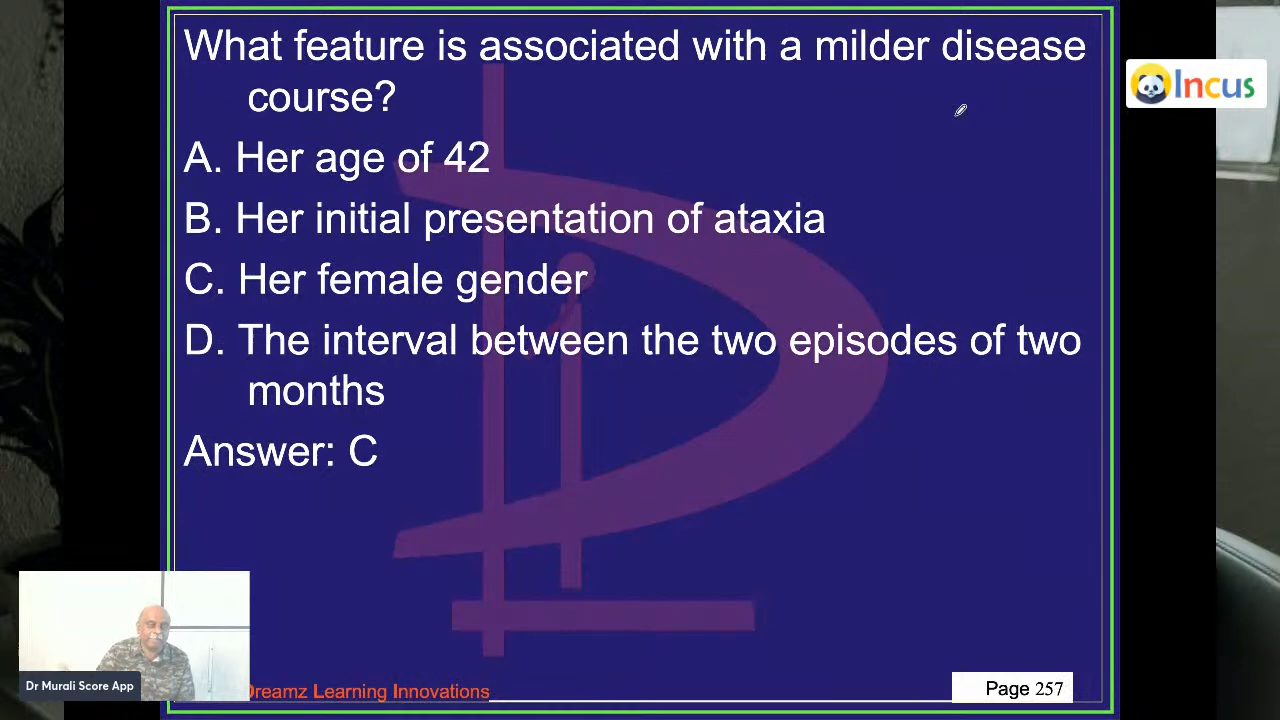 What feature is associated with a milder disease
course?
Incus
A. Her age of 42
B. Her initial presentation of ataxia
C. Her female gender
D. The interval between the two episodes of two
months
Answer: C
Dr Murali Score App
Dreamz Learning Innovations
Page 257